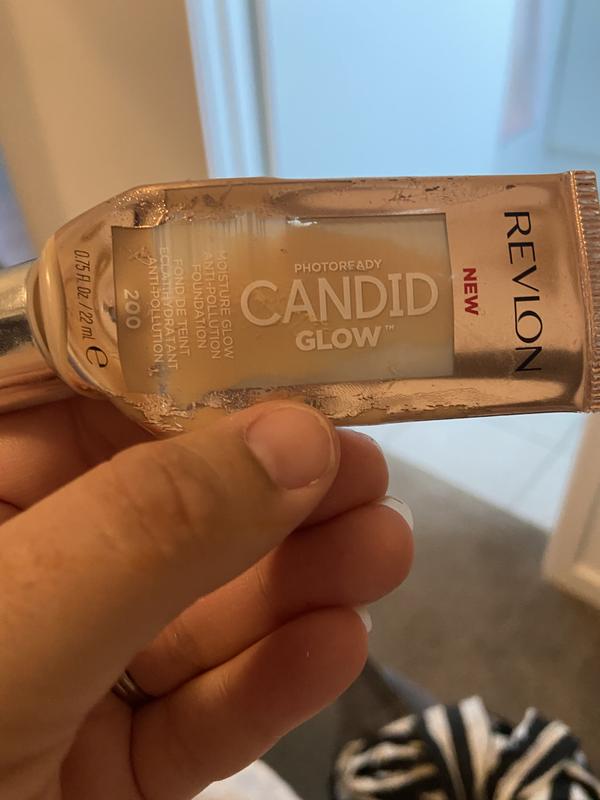 REVLON
NEW
PHOTOREADY
CANDID
GLOW™
MOISTURE GLOW
ANTI-POLLUTION
FOUNDATION
FOND DE TEINT
ÉCLAT HYDRATANT
ANTI-POLLUTION
200
0.75 Fl Oz / 22 ml ℮